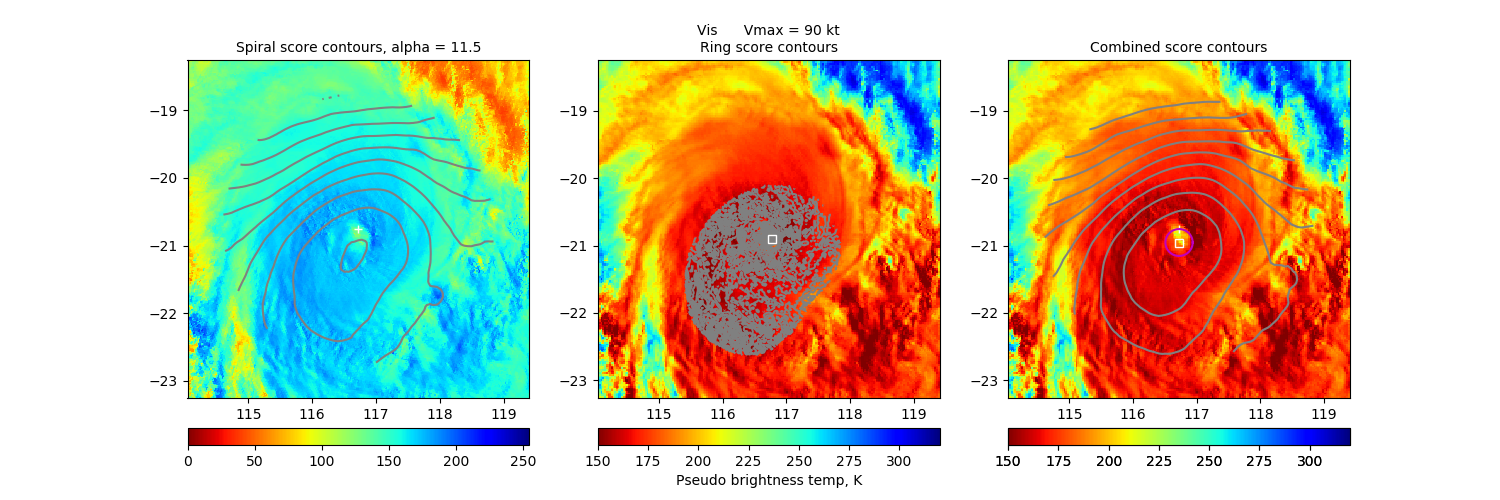 Vis Vmax = 90 kt
Spiral score contours, alpha = 11.5
Ring score contours
Combined score contours
−19
−20
−21
−22
−23
115 116 117 118 119
−19
−20
−21
−22
−23
115 116 117 118 119
−19
−20
−21
−22
−23
115 116 117 118 119
0 50 100 150 200 250
150 175 200 225 250 275 300
150 175 200 225 250 275 300
Pseudo brightness temp, K